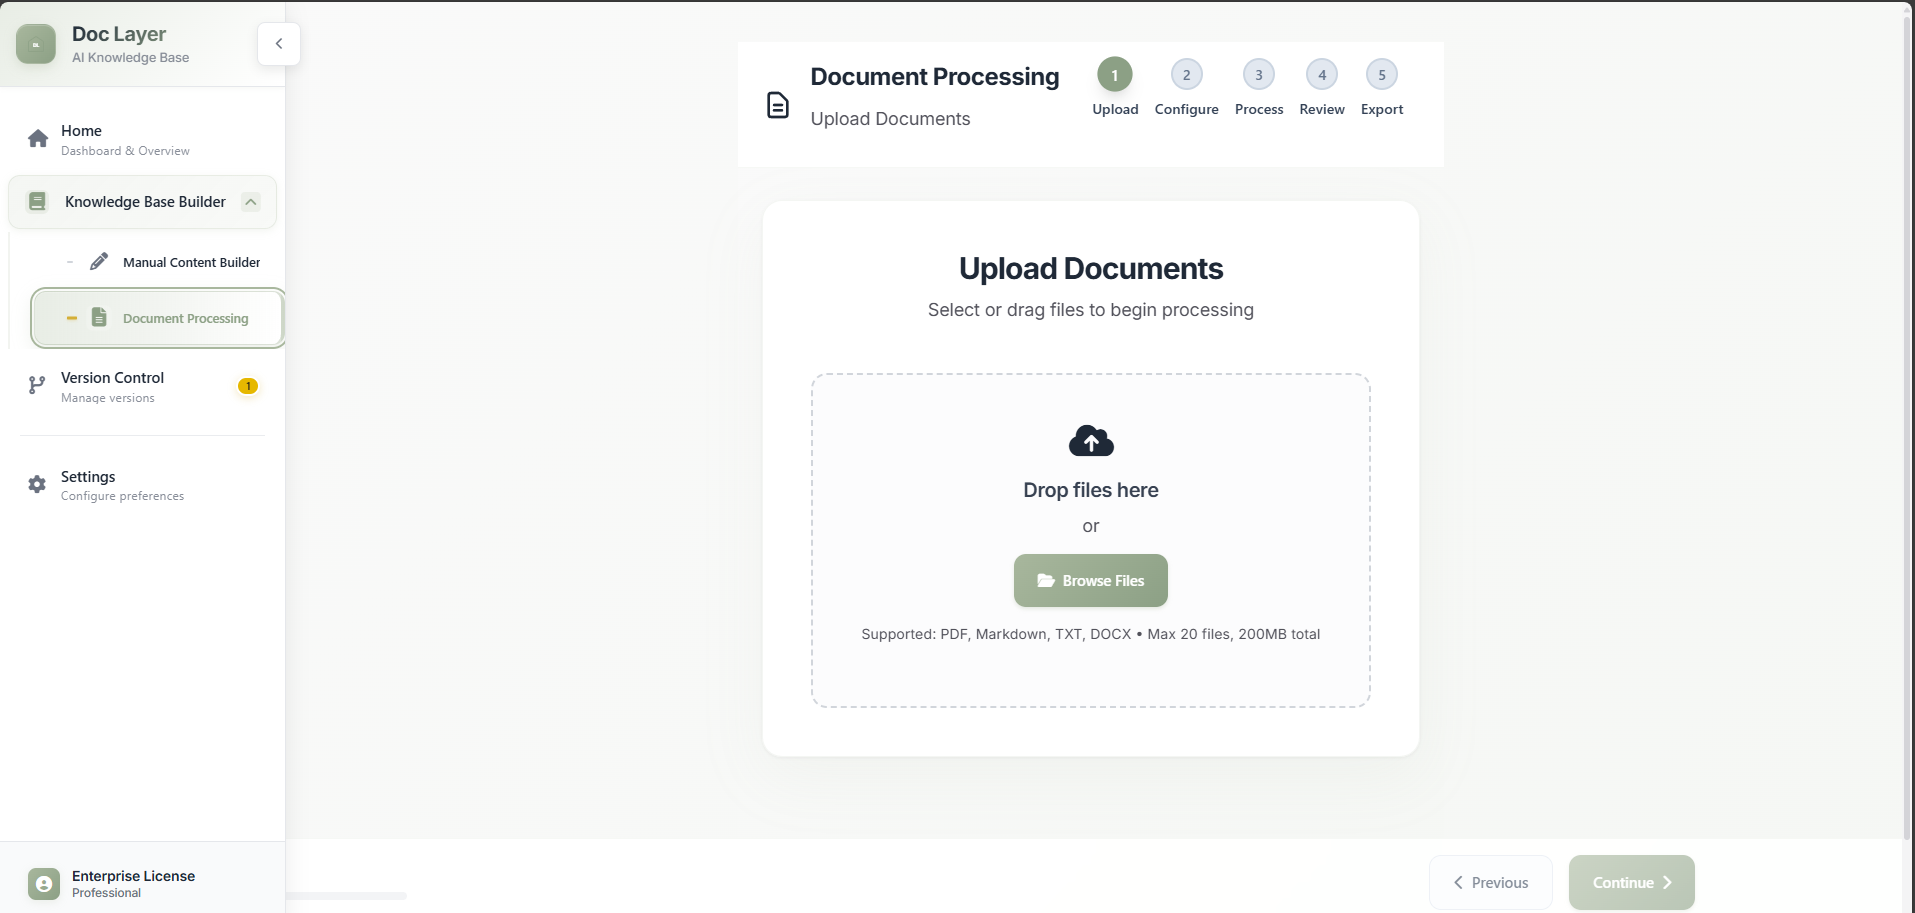 Doc Layer
AI Knowledge Base
Home
Dashboard & Overview
Knowledge Base Builder
Manual Content Builder
Document Processing
Version Control
Manage versions
1
Settings
Configure preferences
Enterprise License
Professional
Document Processing
Upload Documents
1
Upload
2
Configure
3
Process
4
Review
5
Export
Upload Documents
Select or drag files to begin processing
Drop files here
or
Browse Files
Supported: PDF, Markdown, TXT, DOCX • Max 20 files, 200MB total
Previous
Continue